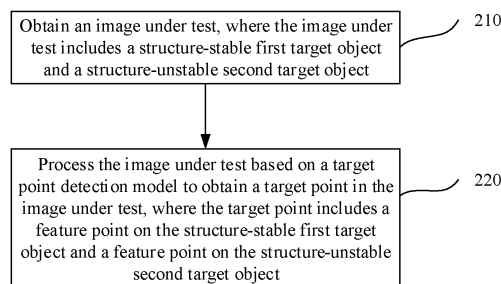 Obtain an image under test, where the image under
test includes a structure-stable first target object
and a structure-unstable second target object
210
Process the image under test based on a target
point detection model to obtain a target point in the
image under test, where the target point includes a
feature point on the structure-stable first target
object and a feature point on the structure-unstable
second target object
220